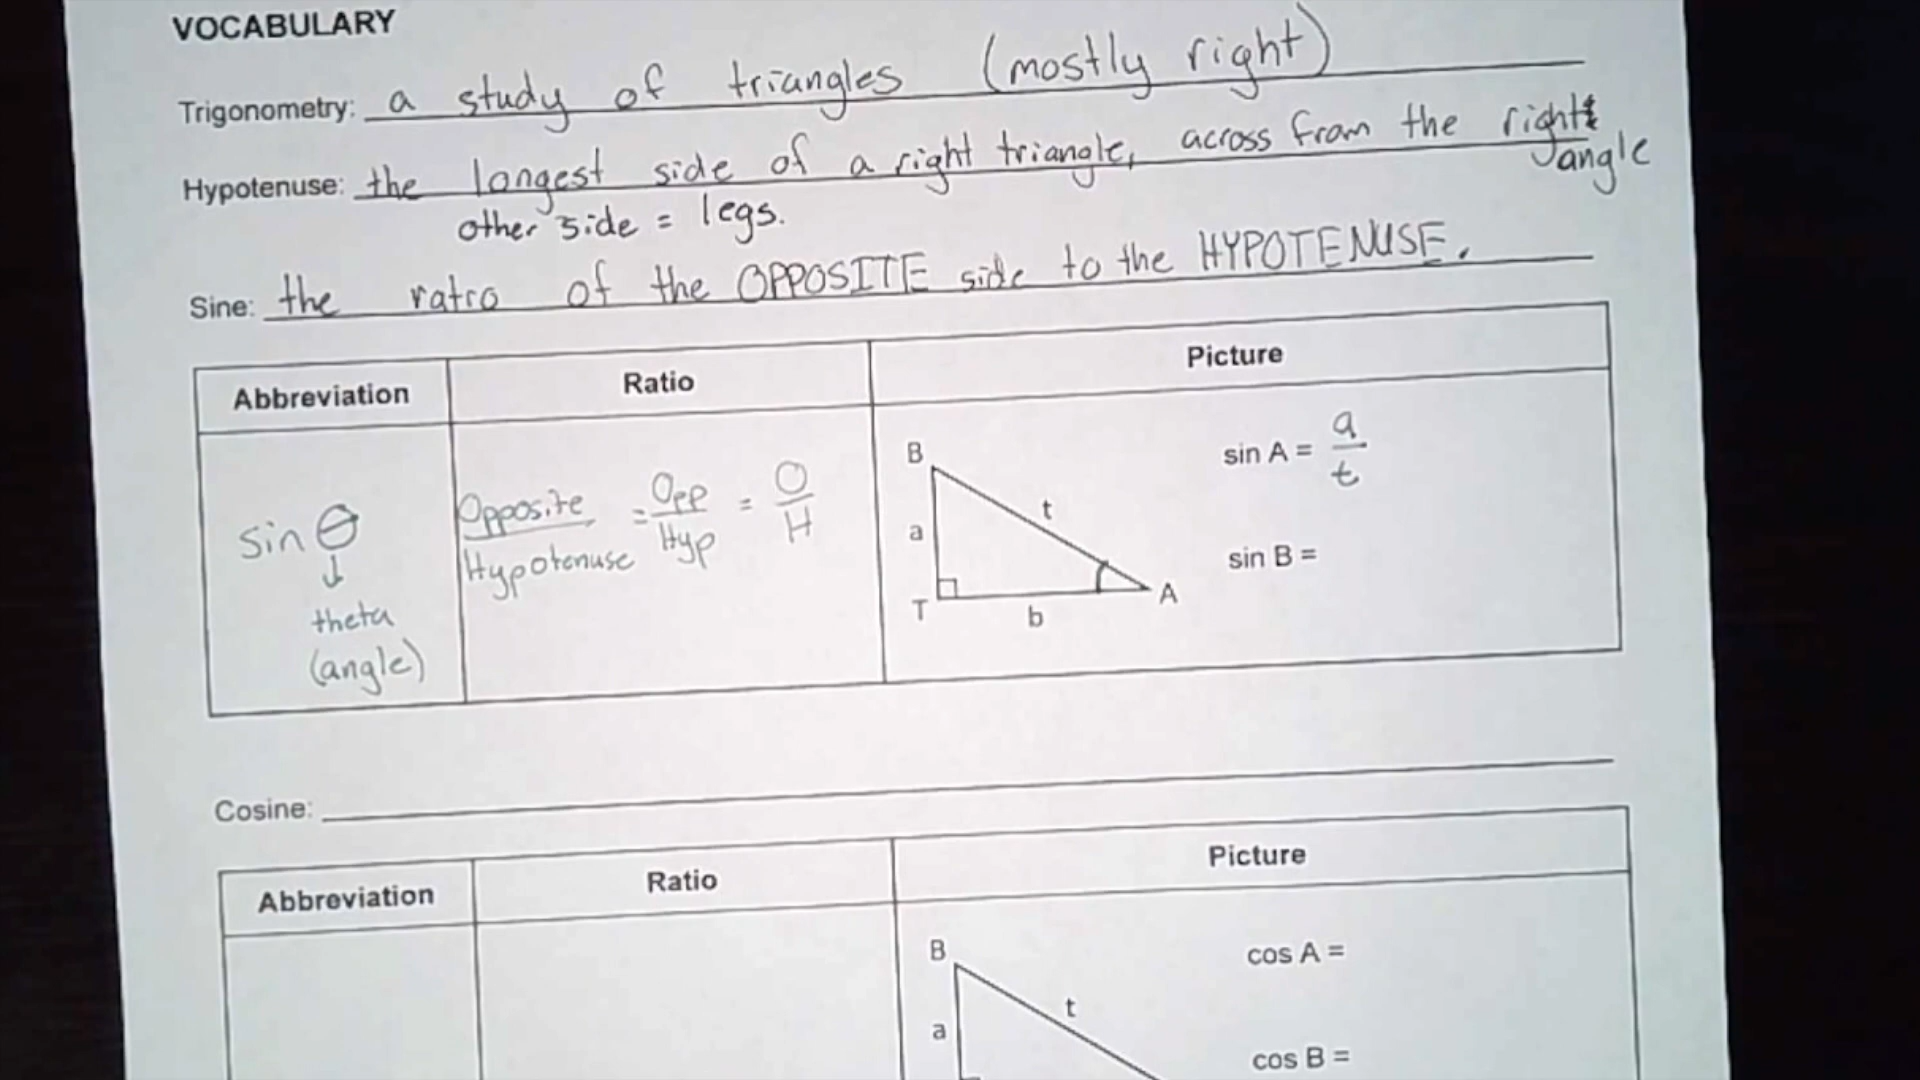 VOCABULARY
Trigonometry: a study of triangles (mostly right)
Hypotenuse: the longest side of a right triangle, across from the right
angle
other side = legs.
Sine: the ratio of the OPPOSITE side to the HYPOTENUSE.
Abbreviation Ratio Picture
sin θ
↓
theta
(angle)
Opposite/Hypotenuse = Opp/Hyp = O/H
B
t
a
T
b
A
sin A = a/t
sin B =
Cosine:
Abbreviation Ratio Picture
B
t
a
cos A =
cos B =